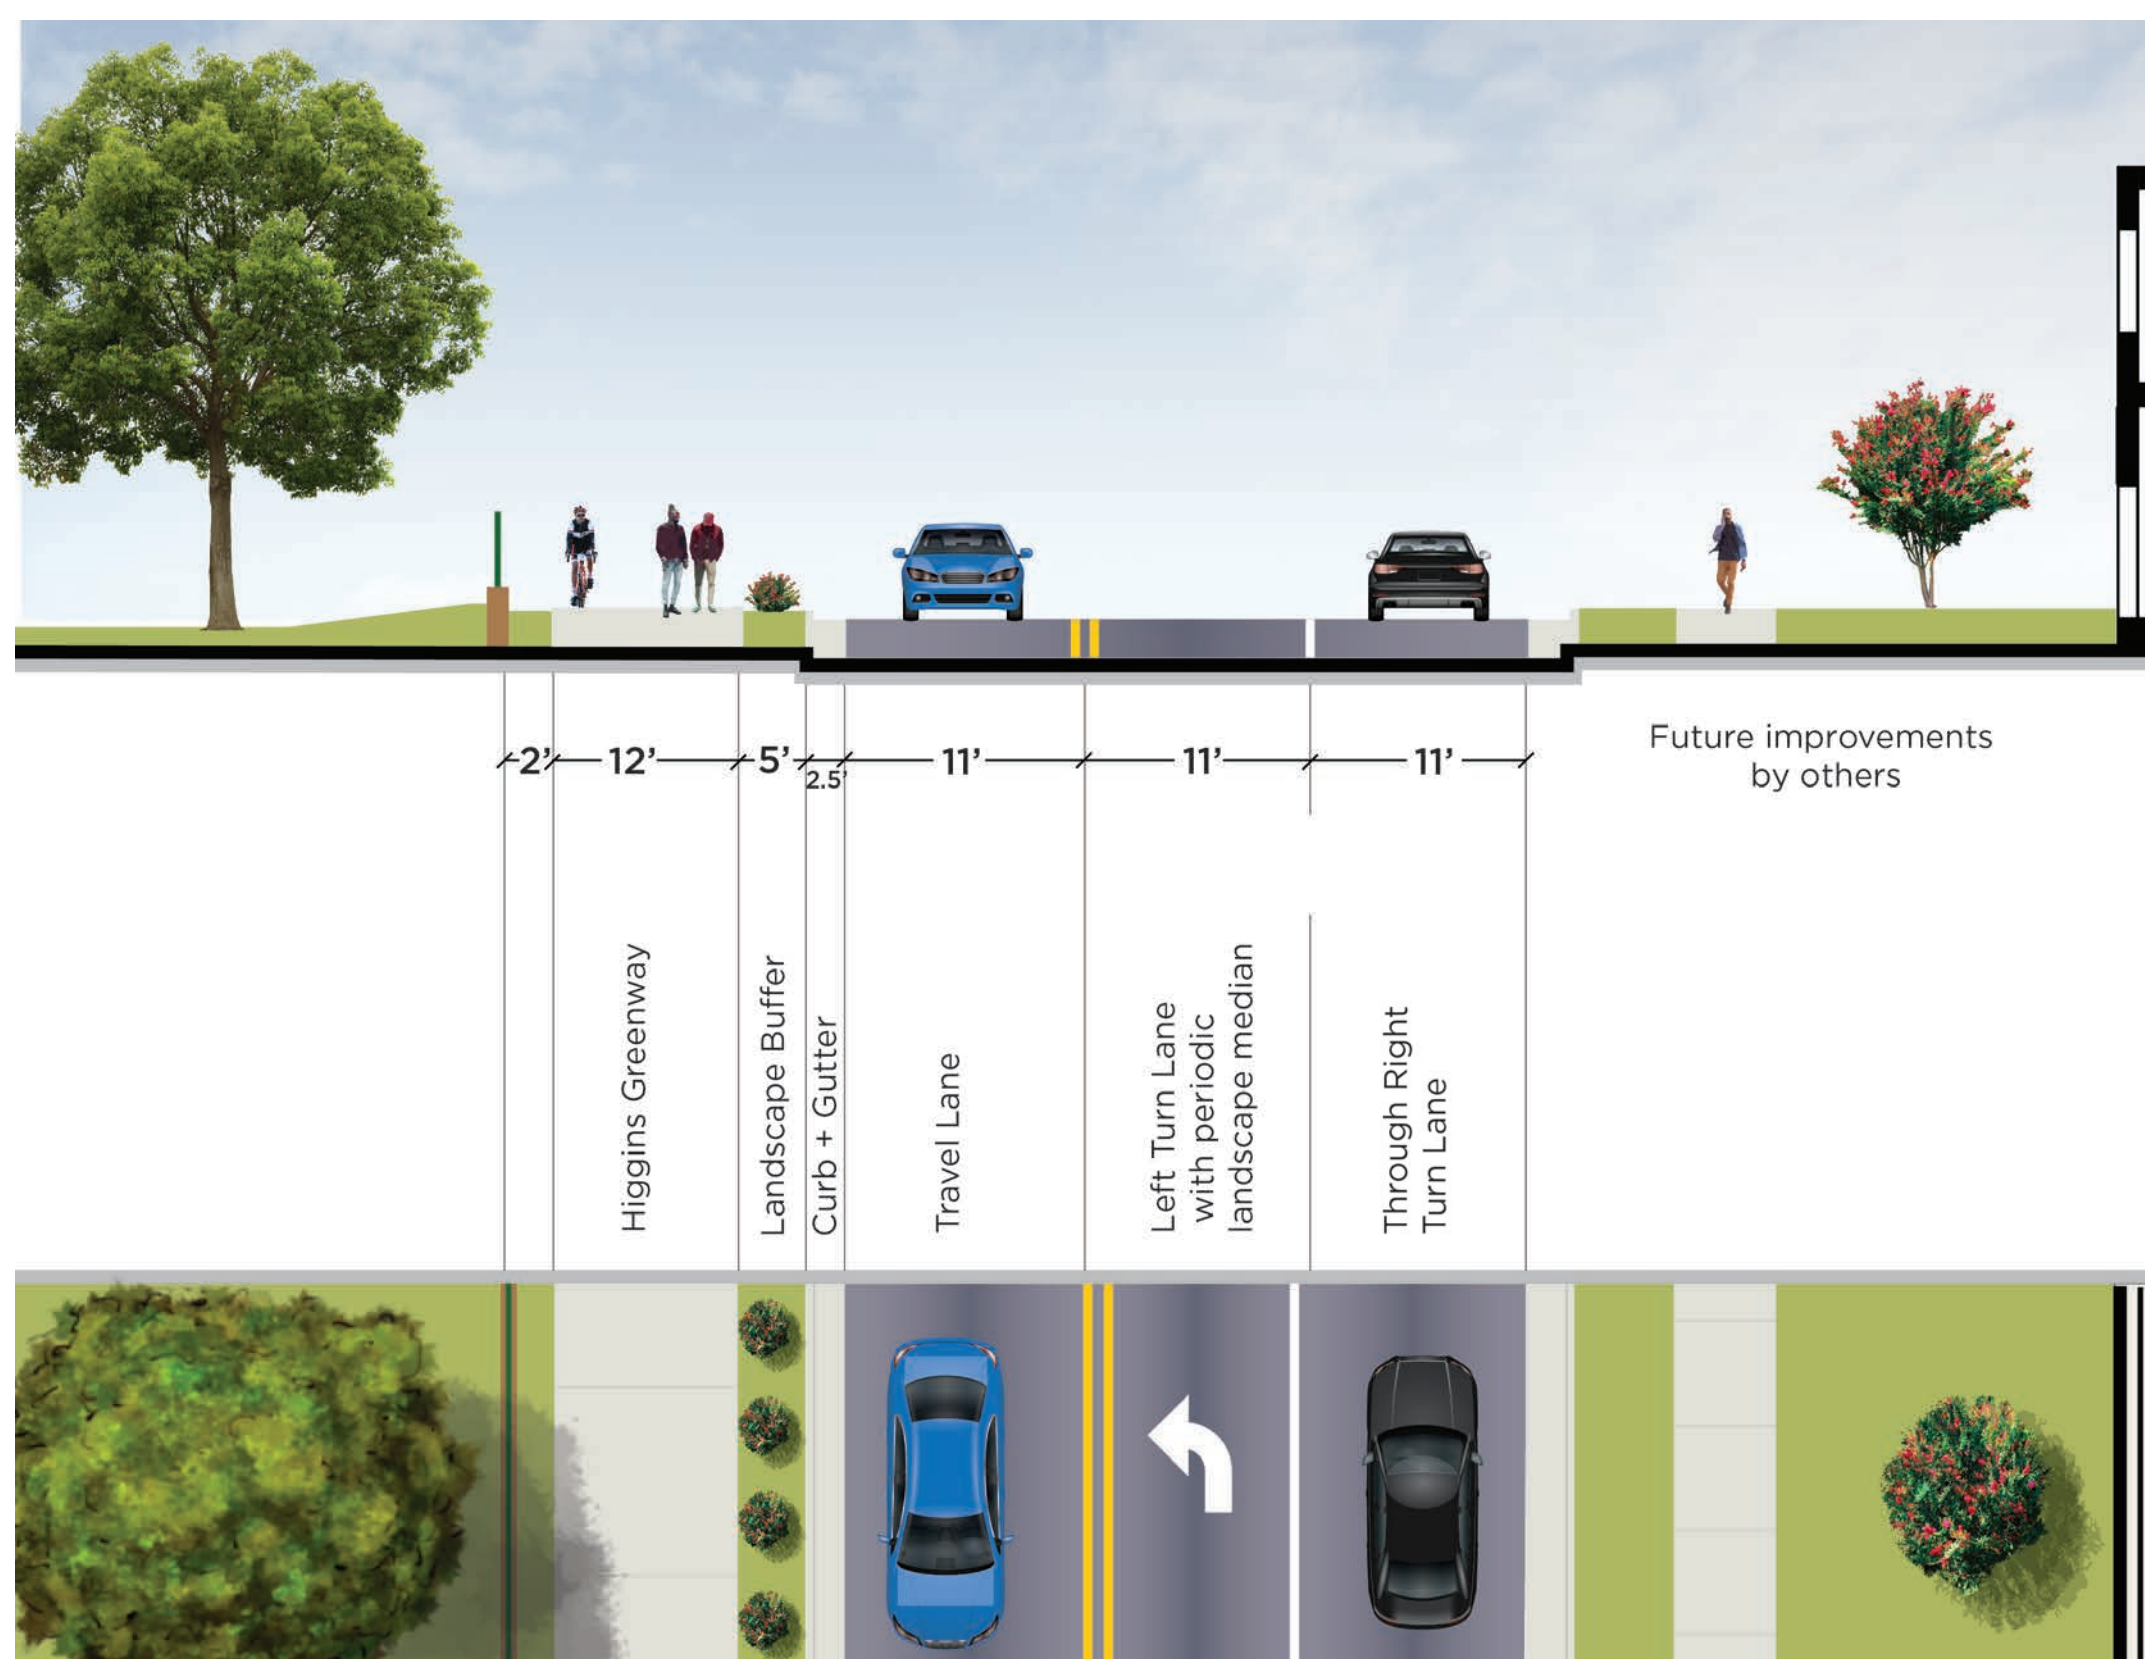 2'
12'
5'
2.5'
11'
11'
11'
Future improvements
by others
Higgins Greenway
Landscape Buffer
Curb + Gutter
Travel Lane
Left Turn Lane
with periodic
landscape median
Through Right
Turn Lane